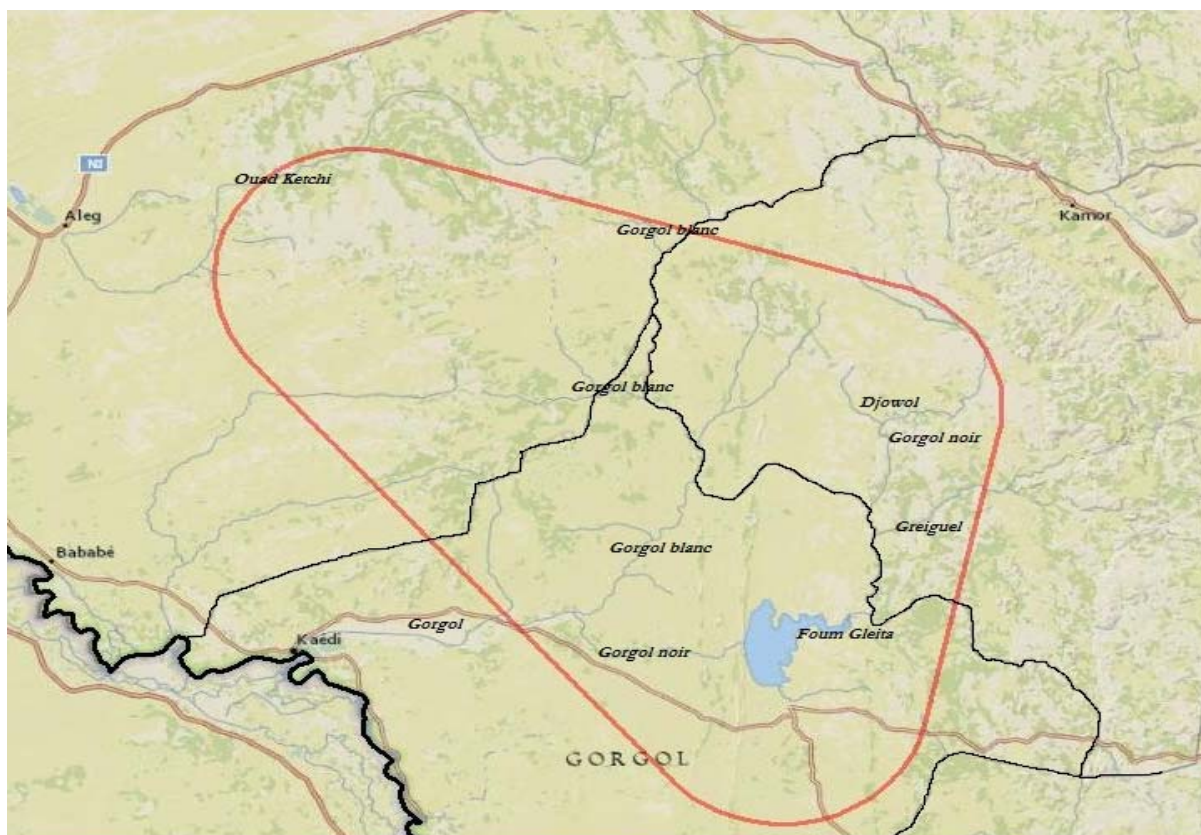 N3
Ouad Ketchi
Aleg
Kamor
Gorgol blanc
Gorgol blanc
Djowol
Gorgol noir
Greiguel
Gorgol blanc
Bababé
Gorgol
Foum Gleita
Kaédi
Gorgol noir
GORGOL